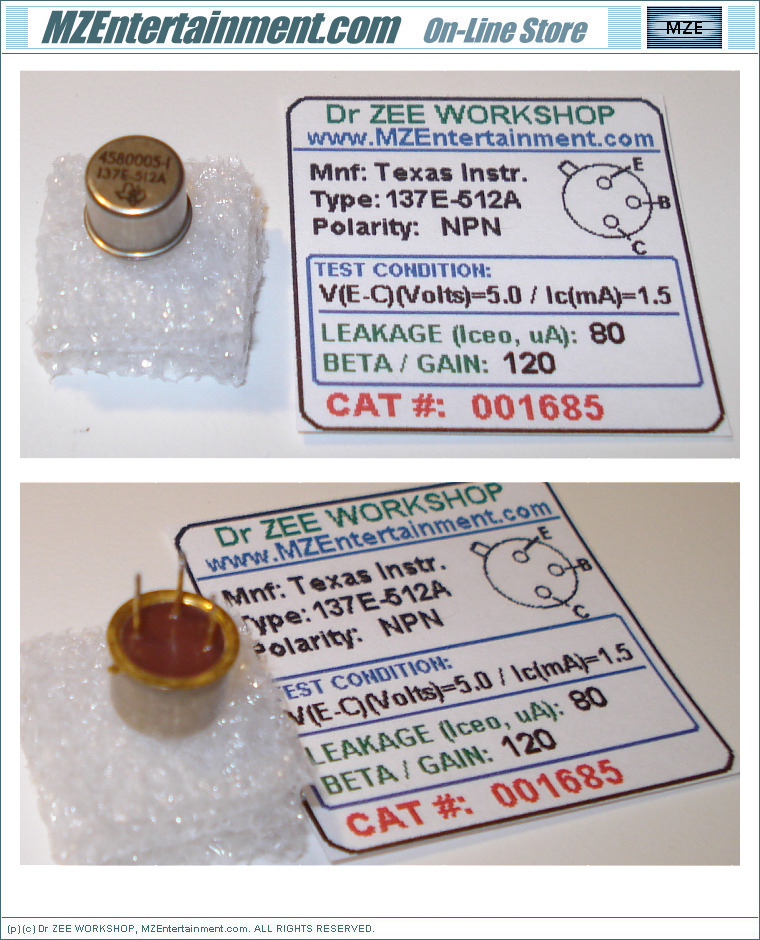 MZEntertainment.com On-Line Store MZE
4580005-1
137E-512A
Dr ZEE WORKSHOP
www.MZEntertainment.com
Mnf: Texas Instr.
Type: 137E-512A
Polarity: NPN
E
B
C
TEST CONDITION:
V(E-C)(Volts)=5.0 / Ic(mA)=1.5
LEAKAGE (Iceo, uA): 80
BETA / GAIN: 120
CAT #: 001685
Dr ZEE WORKSHOP
www.MZEntertainment.com
Mnf: Texas Instr.
ype: 137E-512A
olarity: NPN
E
B
C
EST CONDITION:
V(E-C)(Volts)=5.0 / Ic(mA)=1.5
LEAKAGE (Iceo, uA): 80
BETA / GAIN: 120
CAT #: 001685
(p)(c) Dr ZEE WORKSHOP, MZEntertainment.com. ALL RIGHTS RESERVED.